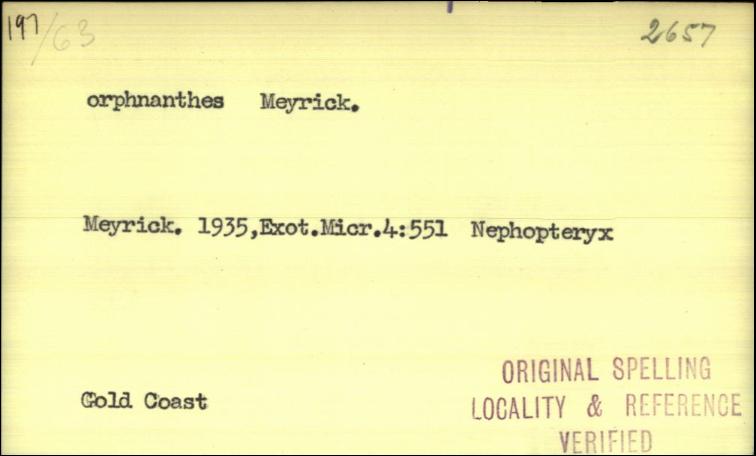 197/63
2657
orphnanthes Meyrick.
Meyrick. 1935,Exot.Micr.4:551 Nephopteryx
Gold Coast
ORIGINAL SPELLING
LOCALITY & REFERENCE
VERIFIED